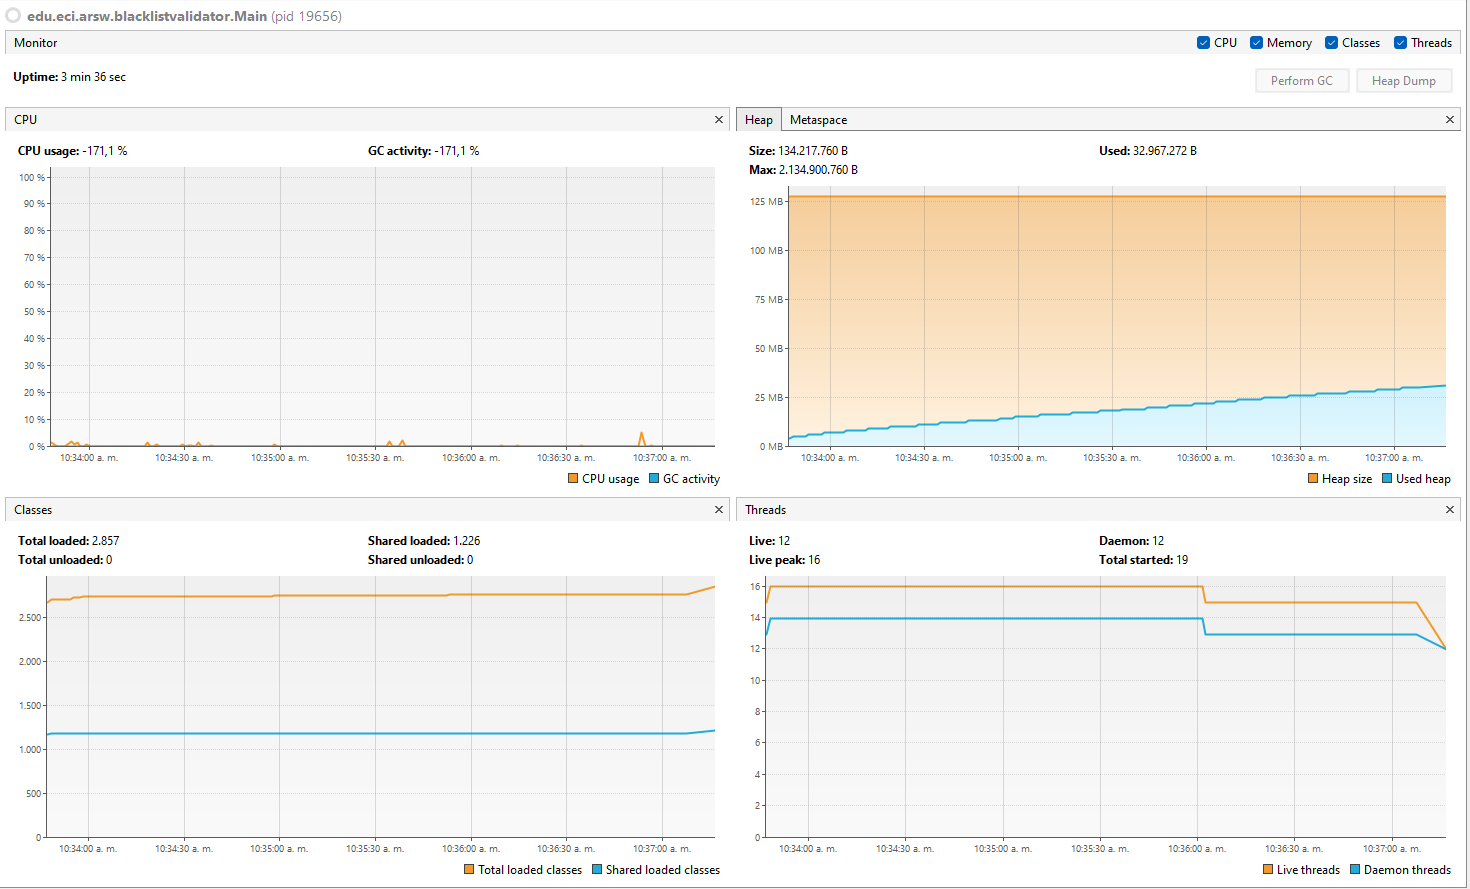 edu.eci.arsw.blacklistvalidator.Main (pid 19656)
Monitor
CPU Memory Classes Threads
Uptime: 3 min 36 sec
Perform GC Heap Dump
CPU
CPU usage: -171,1 % GC activity: -171,1 %
100 %
90 %
80 %
70 %
60 %
50 %
40 %
30 %
20 %
10 %
0 %
10:34:00 a. m. 10:34:30 a. m. 10:35:00 a. m. 10:35:30 a. m. 10:36:00 a. m. 10:36:30 a. m. 10:37:00 a. m.
CPU usage GC activity
Heap Metaspace
Size: 134.217.760 B Used: 32.967.272 B
Max: 2.134.900.760 B
125 MB
100 MB
75 MB
50 MB
25 MB
0 MB
10:34:00 a. m. 10:34:30 a. m. 10:35:00 a. m. 10:35:30 a. m. 10:36:00 a. m. 10:36:30 a. m. 10:37:00 a. m.
Heap size Used heap
Classes
Total loaded: 2.857 Shared loaded: 1.226
Total unloaded: 0 Shared unloaded: 0
2.500
2.000
1.500
1.000
500
0
10:34:00 a. m. 10:34:30 a. m. 10:35:00 a. m. 10:35:30 a. m. 10:36:00 a. m. 10:36:30 a. m. 10:37:00 a. m.
Total loaded classes Shared loaded classes
Threads
Live: 12 Daemon: 12
Live peak: 16 Total started: 19
16
14
12
10
8
6
4
2
0
10:34:00 a. m. 10:34:30 a. m. 10:35:00 a. m. 10:35:30 a. m. 10:36:00 a. m. 10:36:30 a. m. 10:37:00 a. m.
Live threads Daemon threads